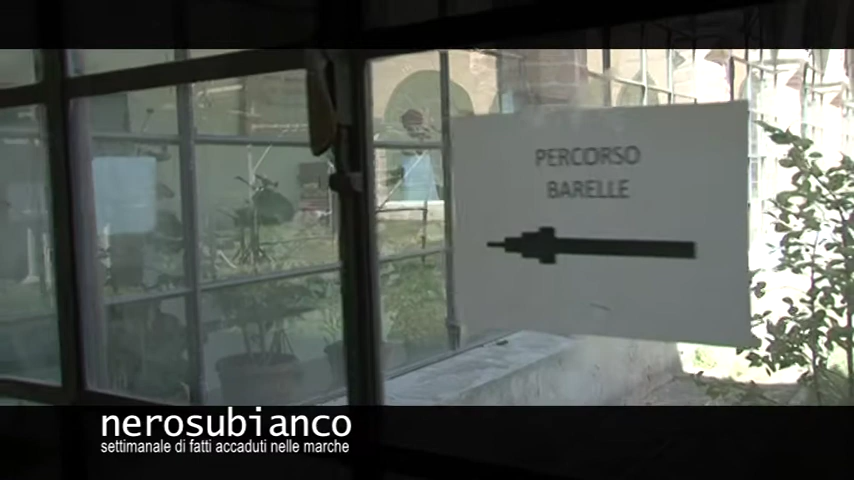 PERCORSO
BARELLE
nerosubianco
settimanale di fatti accaduti nelle marche